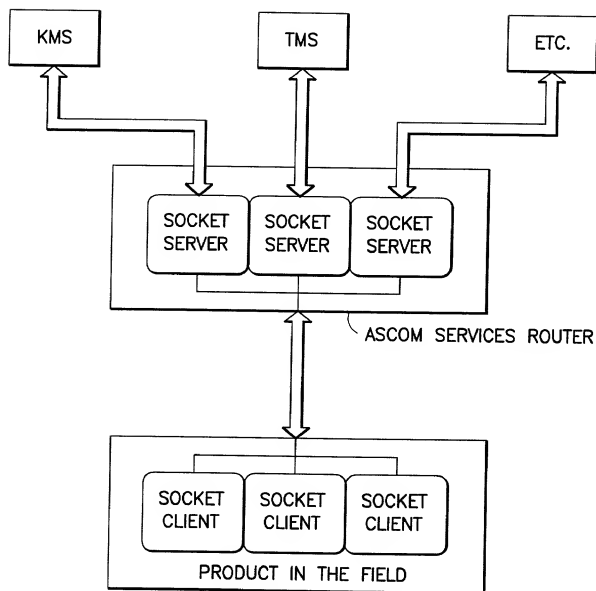 KMS
TMS
ETC.
SOCKET
SERVER
SOCKET
SERVER
SOCKET
SERVER
ASCOM SERVICES ROUTER
SOCKET
CLIENT
SOCKET
CLIENT
SOCKET
CLIENT
PRODUCT IN THE FIELD